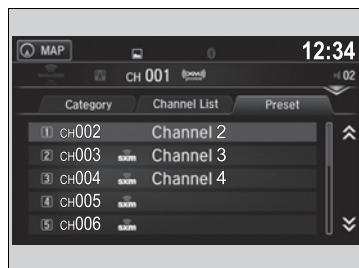 MAP 12:34
CH 001 ((xm)) 02
Category Channel List Preset
1 CH002 Channel 2
2 CH003 sxm Channel 3
3 CH004 sxm Channel 4
4 CH005 sxm
5 CH006 sxm